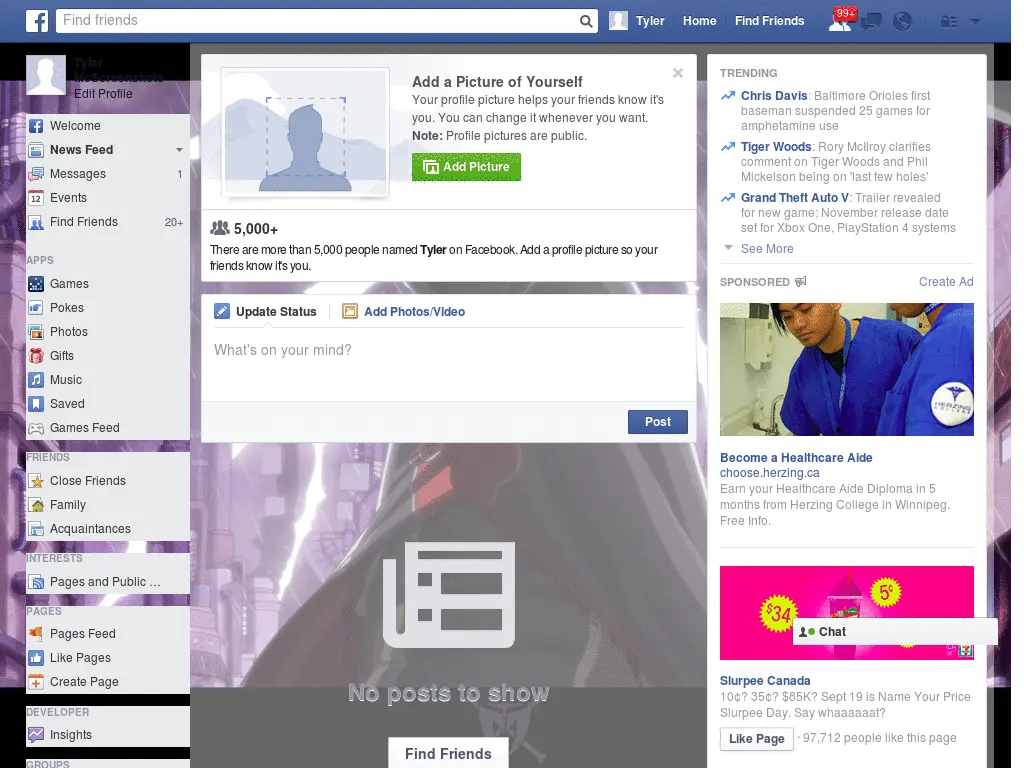 Find friends
Tyler
Home
Find Friends
99+
Tyler
McScreenshots
Edit Profile
Welcome
News Feed
Messages 1
Events
Find Friends 20+
APPS
Games
Pokes
Photos
Gifts
Music
Saved
Games Feed
FRIENDS
Close Friends
Family
Acquaintances
INTERESTS
Pages and Public ...
PAGES
Pages Feed
Like Pages
Create Page
DEVELOPER
Insights
GROUPS
Add a Picture of Yourself
Your profile picture helps your friends know it's
you. You can change it whenever you want.
Note: Profile pictures are public.
Add Picture
5,000+
There are more than 5,000 people named Tyler on Facebook. Add a profile picture so your
friends know it's you.
Update Status
Add Photos/Video
What's on your mind?
Post
No posts to show
Find Friends
TRENDING
Chris Davis: Baltimore Orioles first
baseman suspended 25 games for
amphetamine use
Tiger Woods: Rory McIlroy clarifies
comment on Tiger Woods and Phil
Mickelson being on 'last few holes'
Grand Theft Auto V: Trailer revealed
for new game; November release date
set for Xbox One, PlayStation 4 systems
See More
SPONSORED
Create Ad
HERZING
COLLEGE
Become a Healthcare Aide
choose.herzing.ca
Earn your Healthcare Aide Diploma in 5
months from Herzing College in Winnipeg.
Free Info.
$34
5¢
Chat
Slurpee Canada
10¢? 35¢? $85K? Sept 19 is Name Your Price
Slurpee Day. Say whaaaaaat?
Like Page · 97,712 people like this page